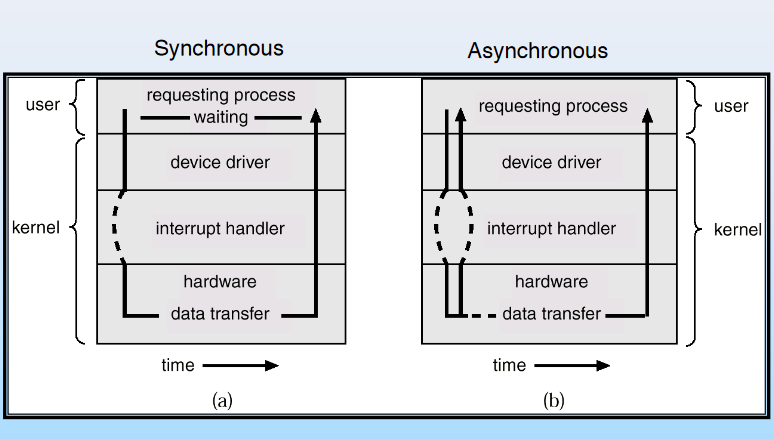 Synchronous
Asynchronous
user
requesting process
waiting
device driver
kernel
interrupt handler
hardware
data transfer
time
(a)
requesting process
user
device driver
interrupt handler
kernel
hardware
data transfer
time
(b)